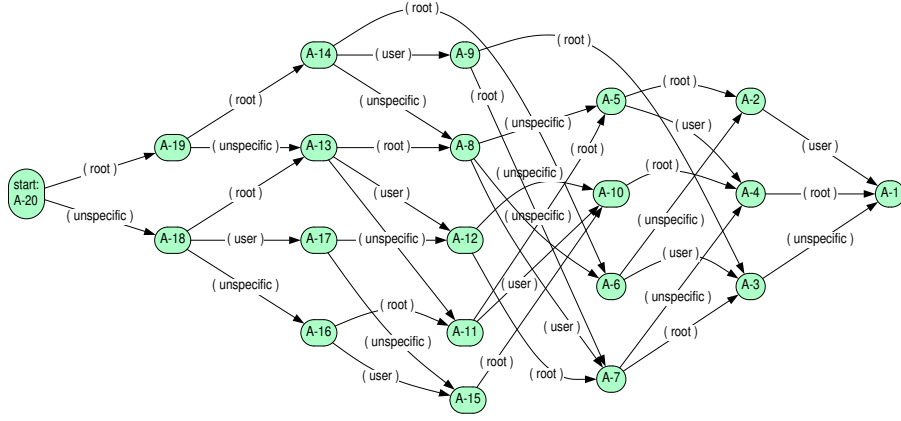 ( root )
A-14
( user )
A-9
( root )
( root )
( unspecific )
( root )
A-5
( root )
A-2
( unspecific )
( user )
A-19
( unspecific )
A-13
( root )
A-8
( root )
( user )
start:
A-20
( root )
( unspecific )
( root )
( user )
A-10
( root )
A-4
( root )
A-1
( unspecific )
( unspecific )
( unspecific )
A-18
( user )
A-17
( unspecific )
A-12
( unspecific )
( unspecific )
( user )
A-6
( user )
A-3
( unspecific )
A-16
( root )
A-11
( user )
( root )
( unspecific )
( root )
( user )
A-15
( root )
A-7